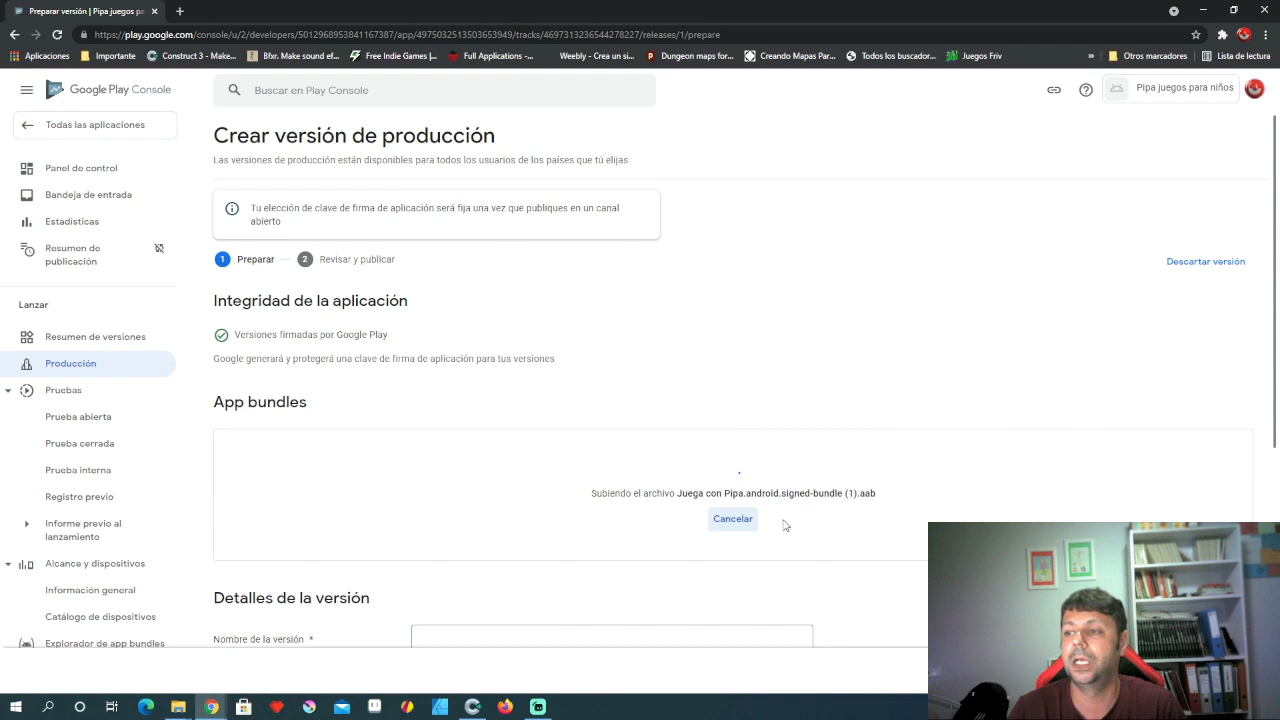 Preparar versión | Pipa juegos pa
https://play.google.com/console/u/2/developers/5012968953841167387/app/4975032513503653949/tracks/4697313236544278227/releases/1/prepare
Aplicaciones
Importante
Construct 3 - Make...
Bfxr. Make sound ef...
Free Indie Games |...
Full Applications -...
Weebly - Crea un si...
Dungeon maps for...
Creando Mapas Par...
Todos los buscador...
Juegos Friv
»
Otros marcadores
Lista de lectura
Google Play Console
Buscar en Play Console
Pipa juegos para niños
Todas las aplicaciones
Panel de control
Bandeja de entrada
Estadísticas
Resumen de
publicación
Lanzar
Resumen de versiones
Producción
Pruebas
Prueba abierta
Prueba cerrada
Prueba interna
Registro previo
Informe previo al
lanzamiento
Alcance y dispositivos
Información general
Catálogo de dispositivos
Explorador de app bundles
Crear versión de producción
Las versiones de producción están disponibles para todos los usuarios de los países que tú elijas
Tu elección de clave de firma de aplicación será fija una vez que publiques en un canal
abierto
1 Preparar — 2 Revisar y publicar
Descartar versión
Integridad de la aplicación
Versiones firmadas por Google Play
Google generará y protegerá una clave de firma de aplicación para tus versiones
App bundles
Subiendo el archivo Juega con Pipa.android.signed-bundle (1).aab
Cancelar
Detalles de la versión
Nombre de la versión *